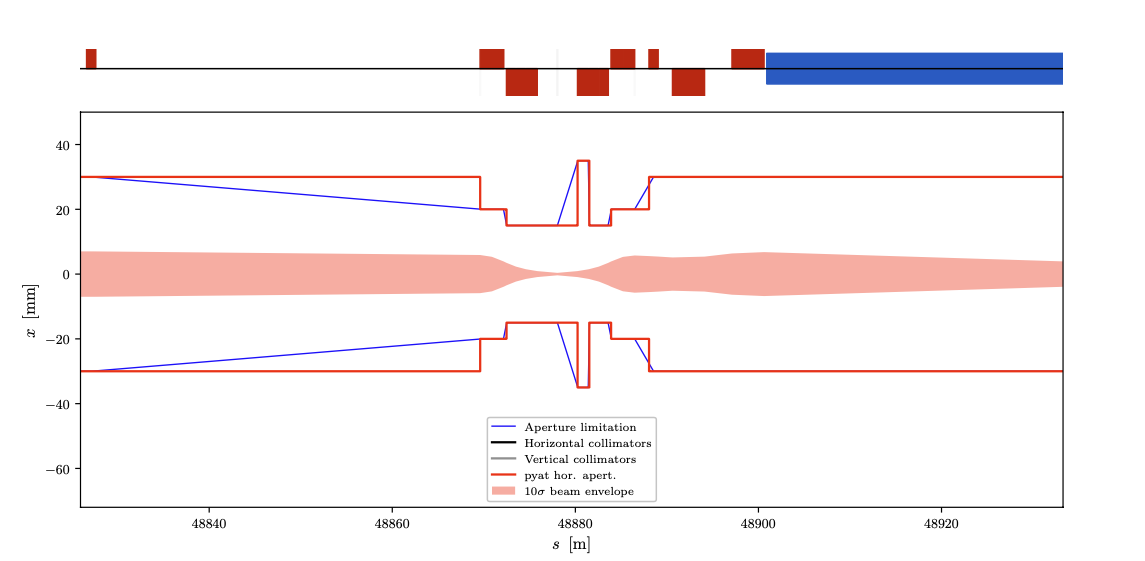 40
20
0
−20
−40
−60
x [mm]
Aperture limitation
Horizontal collimators
Vertical collimators
pyat hor. apert.
10σ beam envelope
48840 48860 48880 48900 48920
s [m]